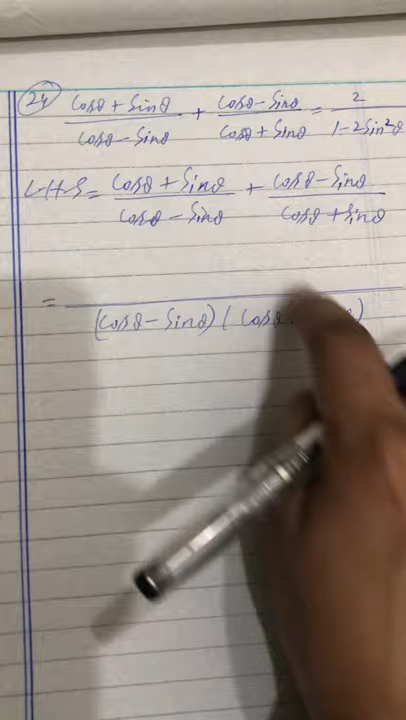 24 (cosθ + sinθ)/(cosθ - sinθ) + (cosθ - sinθ)/(cosθ + sinθ) = 2/(1-2sin²θ)
LHS = (cosθ + sinθ)/(cosθ - sinθ) + (cosθ - sinθ)/(cosθ + sinθ)
= /(cosθ - sinθ)(cosθ )